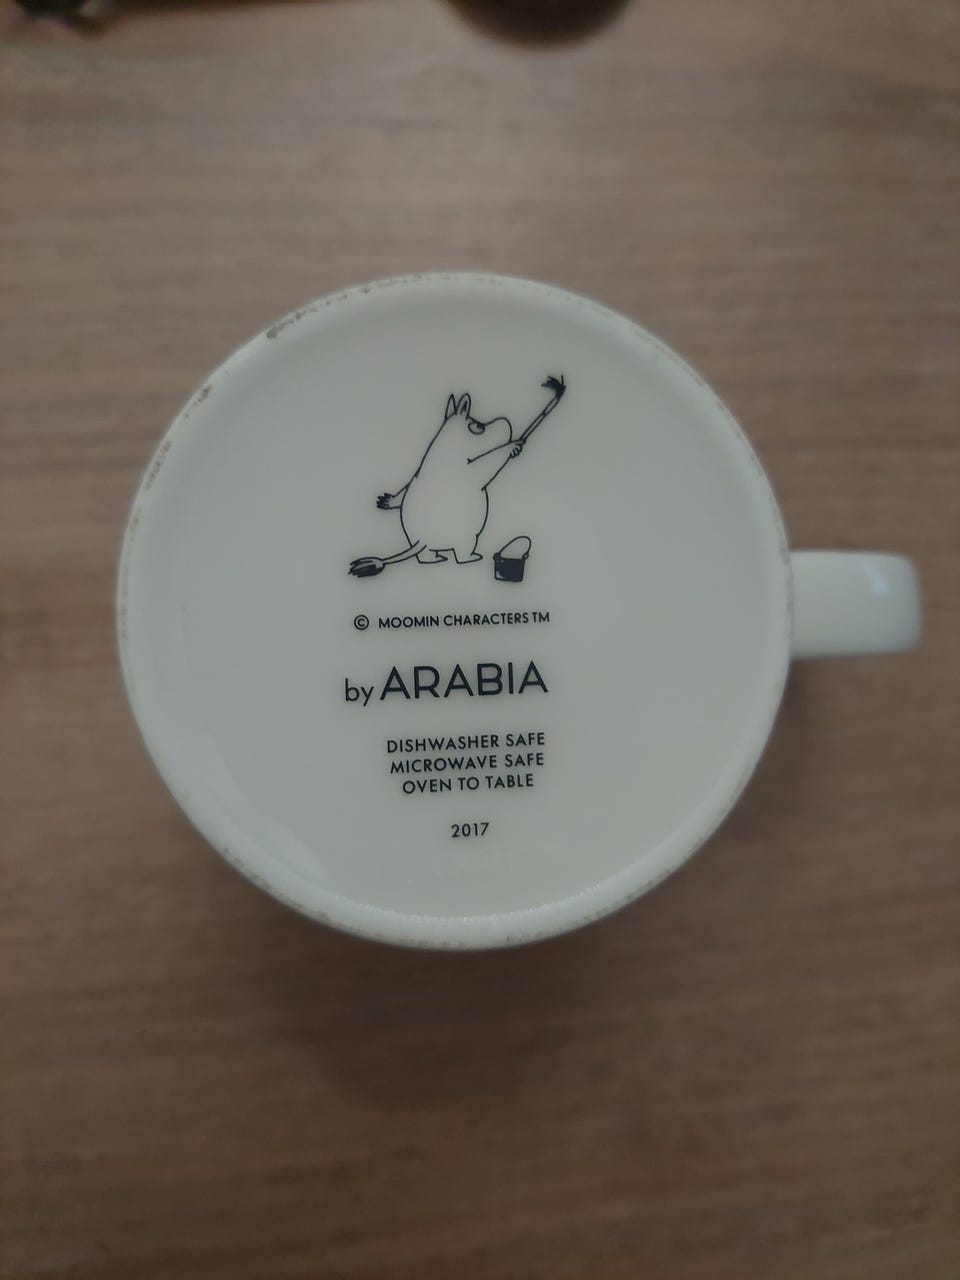 © MOOMIN CHARACTERS TM
by ARABIA
DISHWASHER SAFE
MICROWAVE SAFE
OVEN TO TABLE
2017